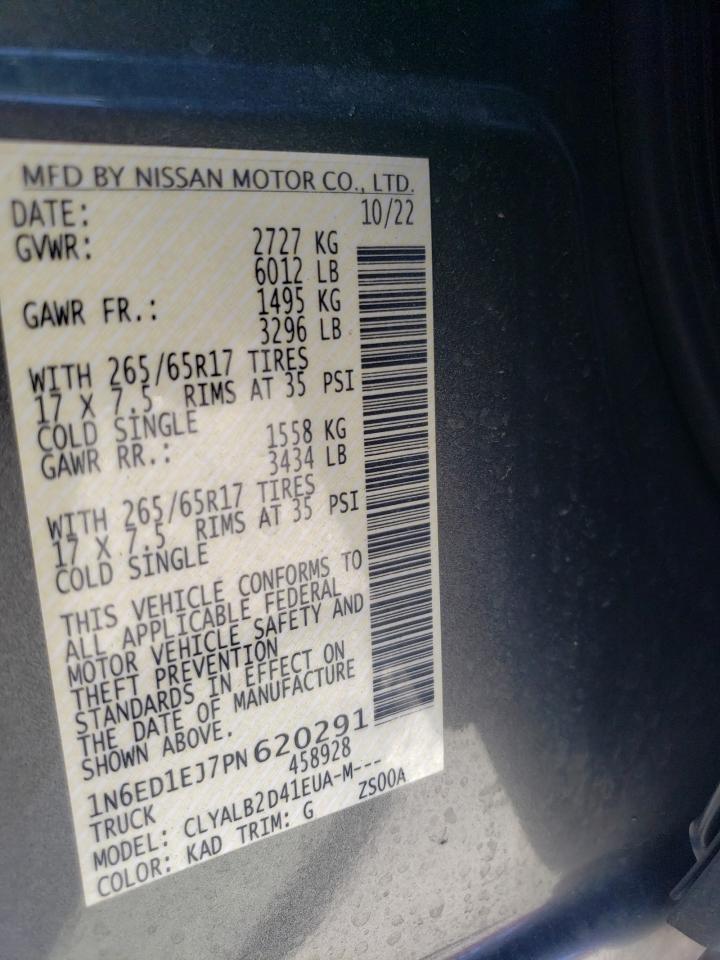 MFD BY NISSAN MOTOR CO., LTD.
DATE: 10/22
GVWR: 2727 KG
6012 LB
GAWR FR.: 1495 KG
3296 LB
WITH 265/65R17 TIRES
17 X 7.5 RIMS AT 35 PSI
COLD SINGLE
GAWR RR.: 1558 KG
3434 LB
WITH 265/65R17 TIRES
17 X 7.5 RIMS AT 35 PSI
COLD SINGLE
THIS VEHICLE CONFORMS TO
ALL APPLICABLE FEDERAL
MOTOR VEHICLE SAFETY AND
THEFT PREVENTION
STANDARDS IN EFFECT ON
THE DATE OF MANUFACTURE
SHOWN ABOVE.
1N6ED1EJ7PN620291
TRUCK 458928
MODEL: CLYALB2D41EUA-M---
COLOR: KAD TRIM: G ZS00A